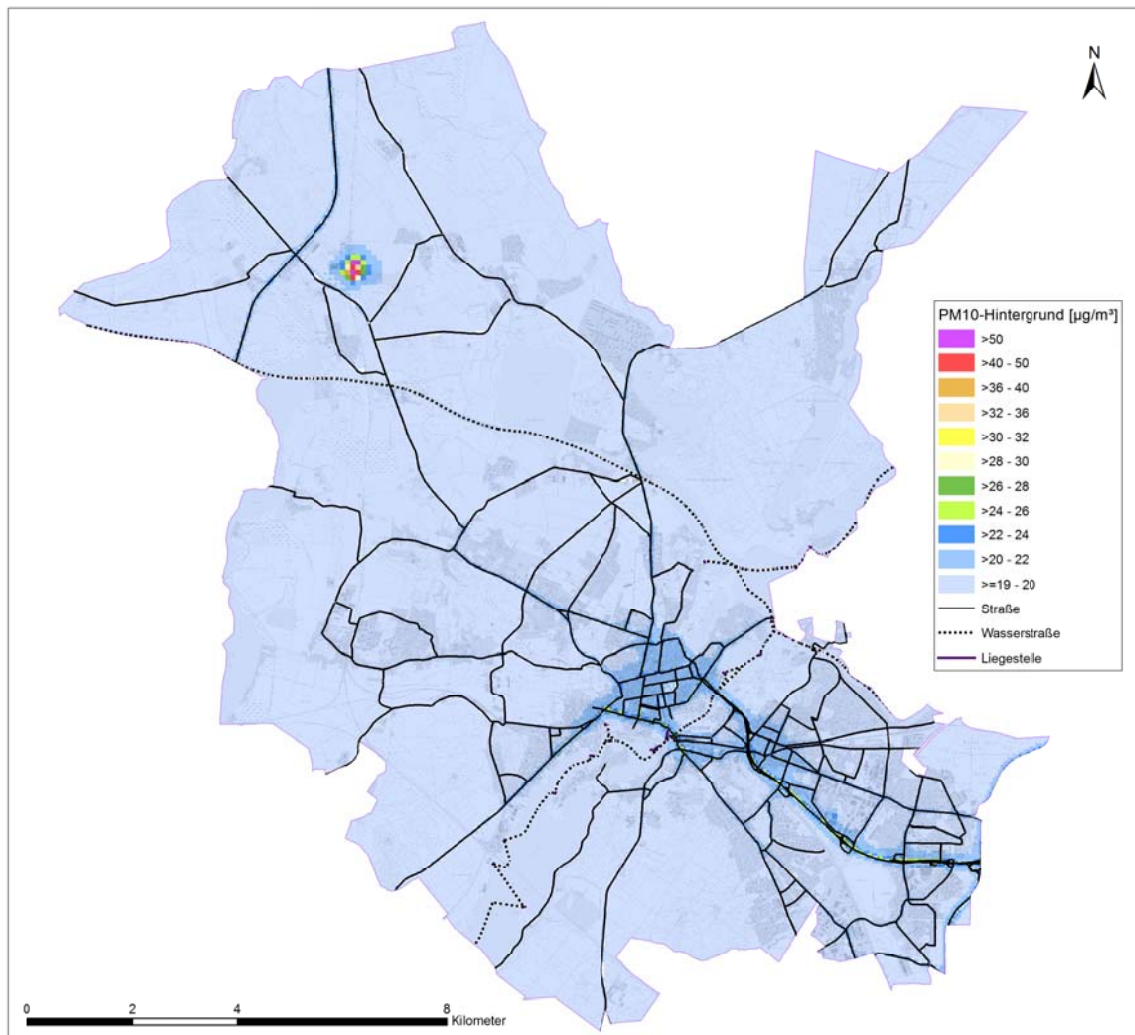 N
PM10-Hintergrund [µg/m³]
>50
>40 - 50
>36 - 40
>32 - 36
>30 - 32
>28 - 30
>26 - 28
>24 - 26
>22 - 24
>20 - 22
>=19 - 20
Straße
Wasserstraße
Liegestelle
0 2 4 8
Kilometer